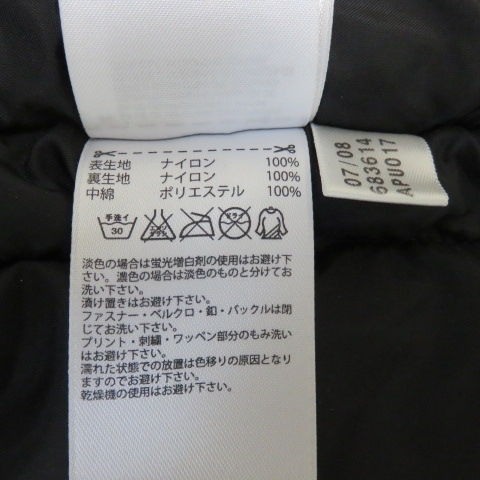 表生地 ナイロン 100%
裏生地 ナイロン 100%
中綿 ポリエステル 100%
手洗イ
30
ドライ
淡色の場合は蛍光増白剤の使用はお避け下
さい。濃色の場合は淡色のものと分けてお
洗い下さい。
漬け置きはお避け下さい。
ファスナー・ベルクロ・釦・バックルは閉
じてお洗い下さい。
プリント・刺繍・ワッペン部分のもみ洗い
はお避け下さい。
濡れた状態での放置は色移りの原因となり
ますのでお避け下さい。
乾燥機の使用はお避け下さい。
07/08
683614
APU017